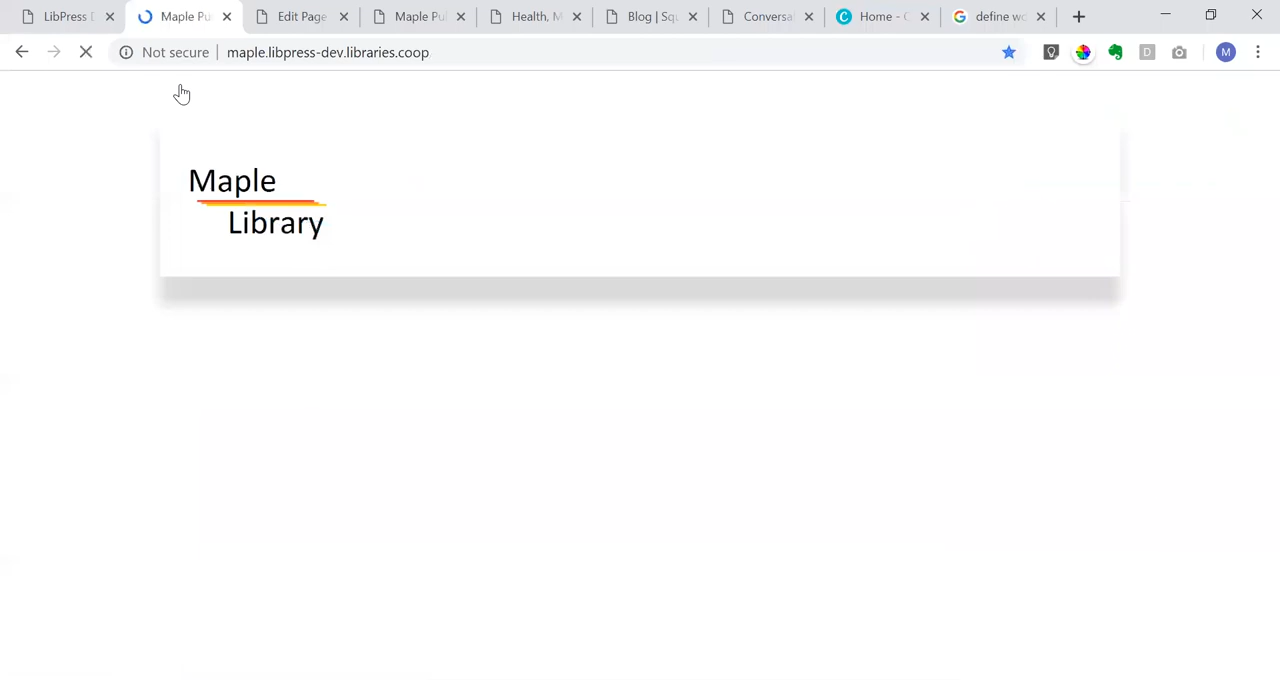 LibPress D
Maple Pu
Edit Page
Maple Pu
Health, M
Blog | Squ
Conversa
Home - C
define wo
Not secure
maple.libpress-dev.libraries.coop
M
Maple
Library